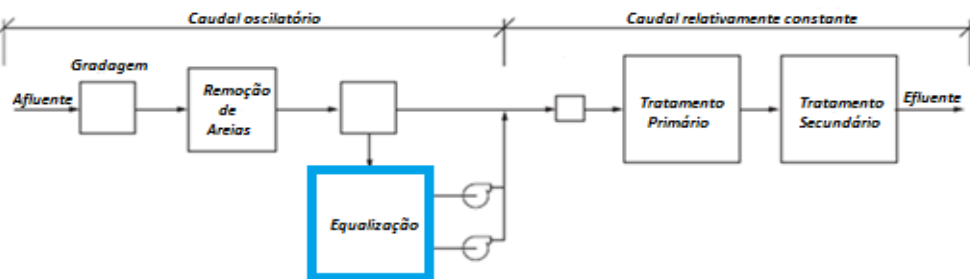 Caudal oscilatório
Caudal relativamente constante
Gradagem
Afluente
Remoção
de
Areias
Tratamento
Primário
Tratamento
Secundário
Efluente
Equalização